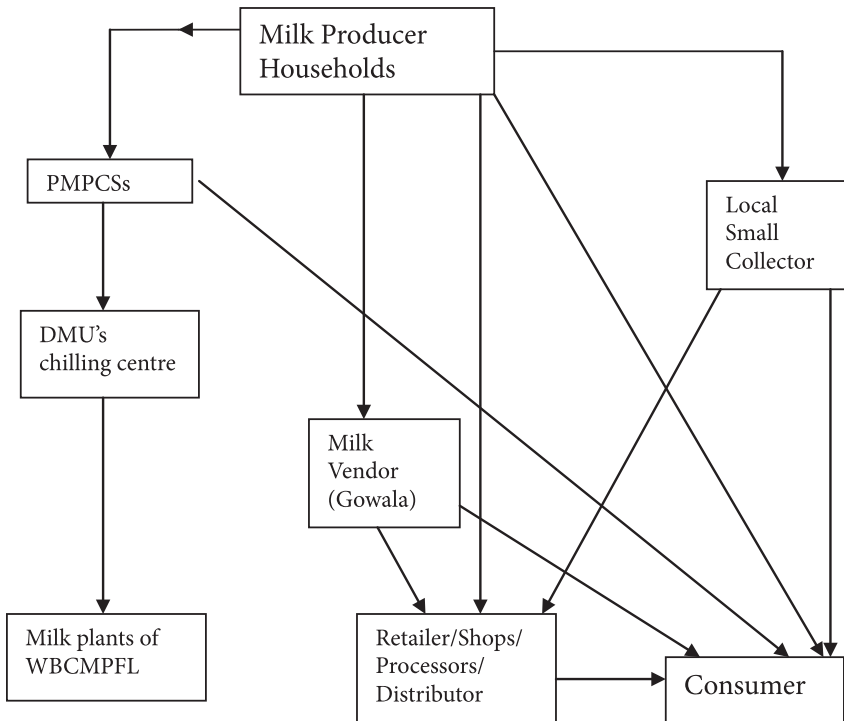 Milk Producer
Households
PMPCSs
Local
Small
Collector
DMU's
chilling centre
Milk
Vendor
(Gowala)
Milk plants of
WBCMPFL
Retailer/Shops/
Processors/
Distributor
Consumer